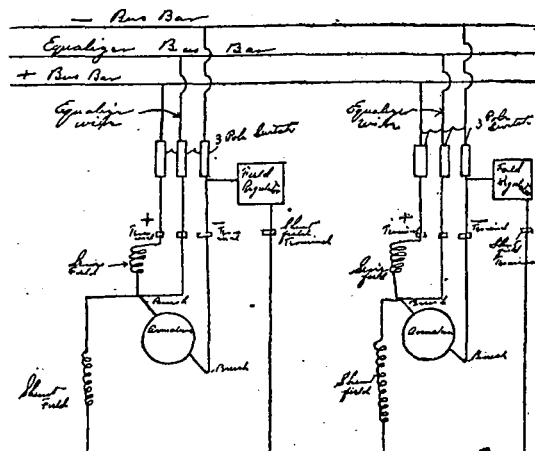 — Bus Bar
Equalizer Bus Bar
+ Bus Bar
Equalizer
wire
3 Pole Switch
Field
Regulator
+
Terminal
Terminal
Shunt
field
Terminal
Series
Field
Brush
Armature
Brush
Shunt
Field
Equalizer
wire
3 Pole
Switch
Field
Regulator
+
Terminal
Terminal
Shunt
Field
Terminal
Series
field
Brush
Armature
Brush
Shunt
field